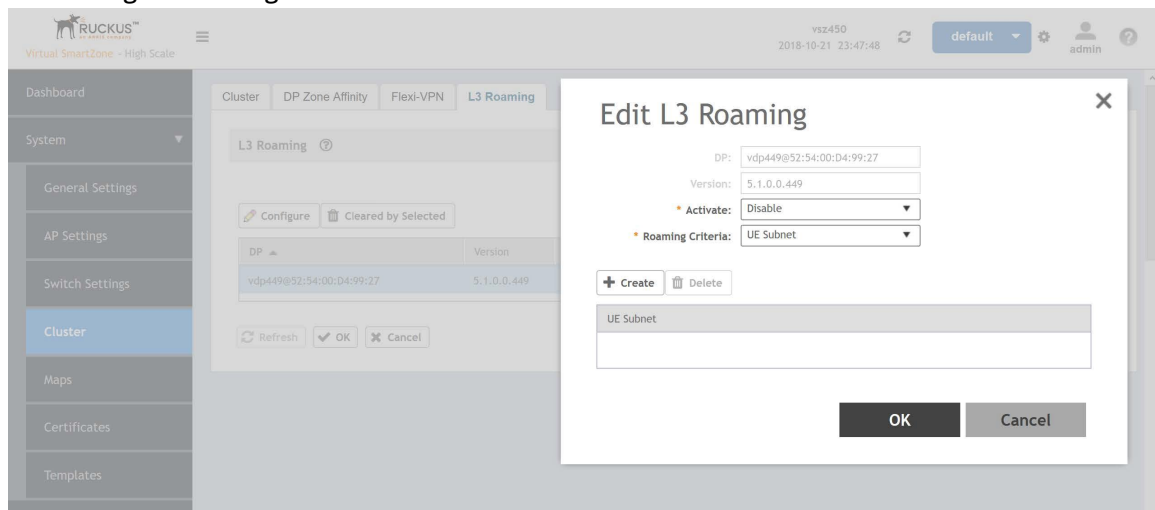 RUCKUS™
an ARRIS company
Virtual SmartZone - High Scale
vsz450
2018-10-21 23:47:48
default
admin
Dashboard
System
General Settings
AP Settings
Switch Settings
Cluster
Maps
Certificates
Templates
Cluster DP Zone Affinity Flexi-VPN L3 Roaming
L3 Roaming
Configure Cleared by Selected
DP Version
vdp449@52:54:00:D4:99:27 5.1.0.0.449
Refresh OK Cancel
Edit L3 Roaming
DP: vdp449@52:54:00:D4:99:27
Version: 5.1.0.0.449
* Activate: Disable
* Roaming Criteria: UE Subnet
Create Delete
UE Subnet
OK Cancel